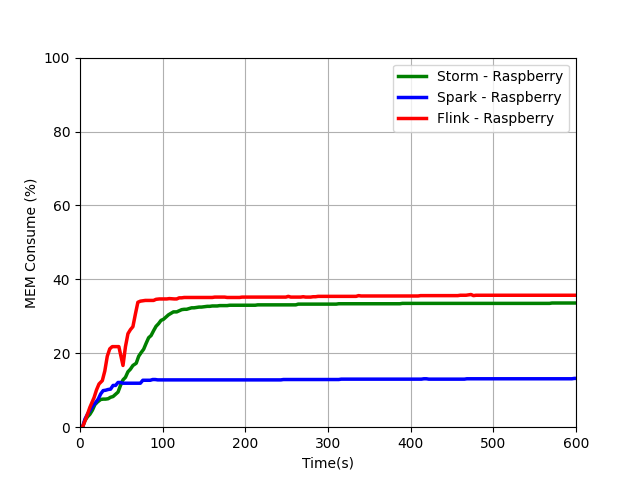 100
80
60
40
20
0
MEM Consume (%)
Storm - Raspberry
Spark - Raspberry
Flink - Raspberry
0 100 200 300 400 500 600
Time(s)